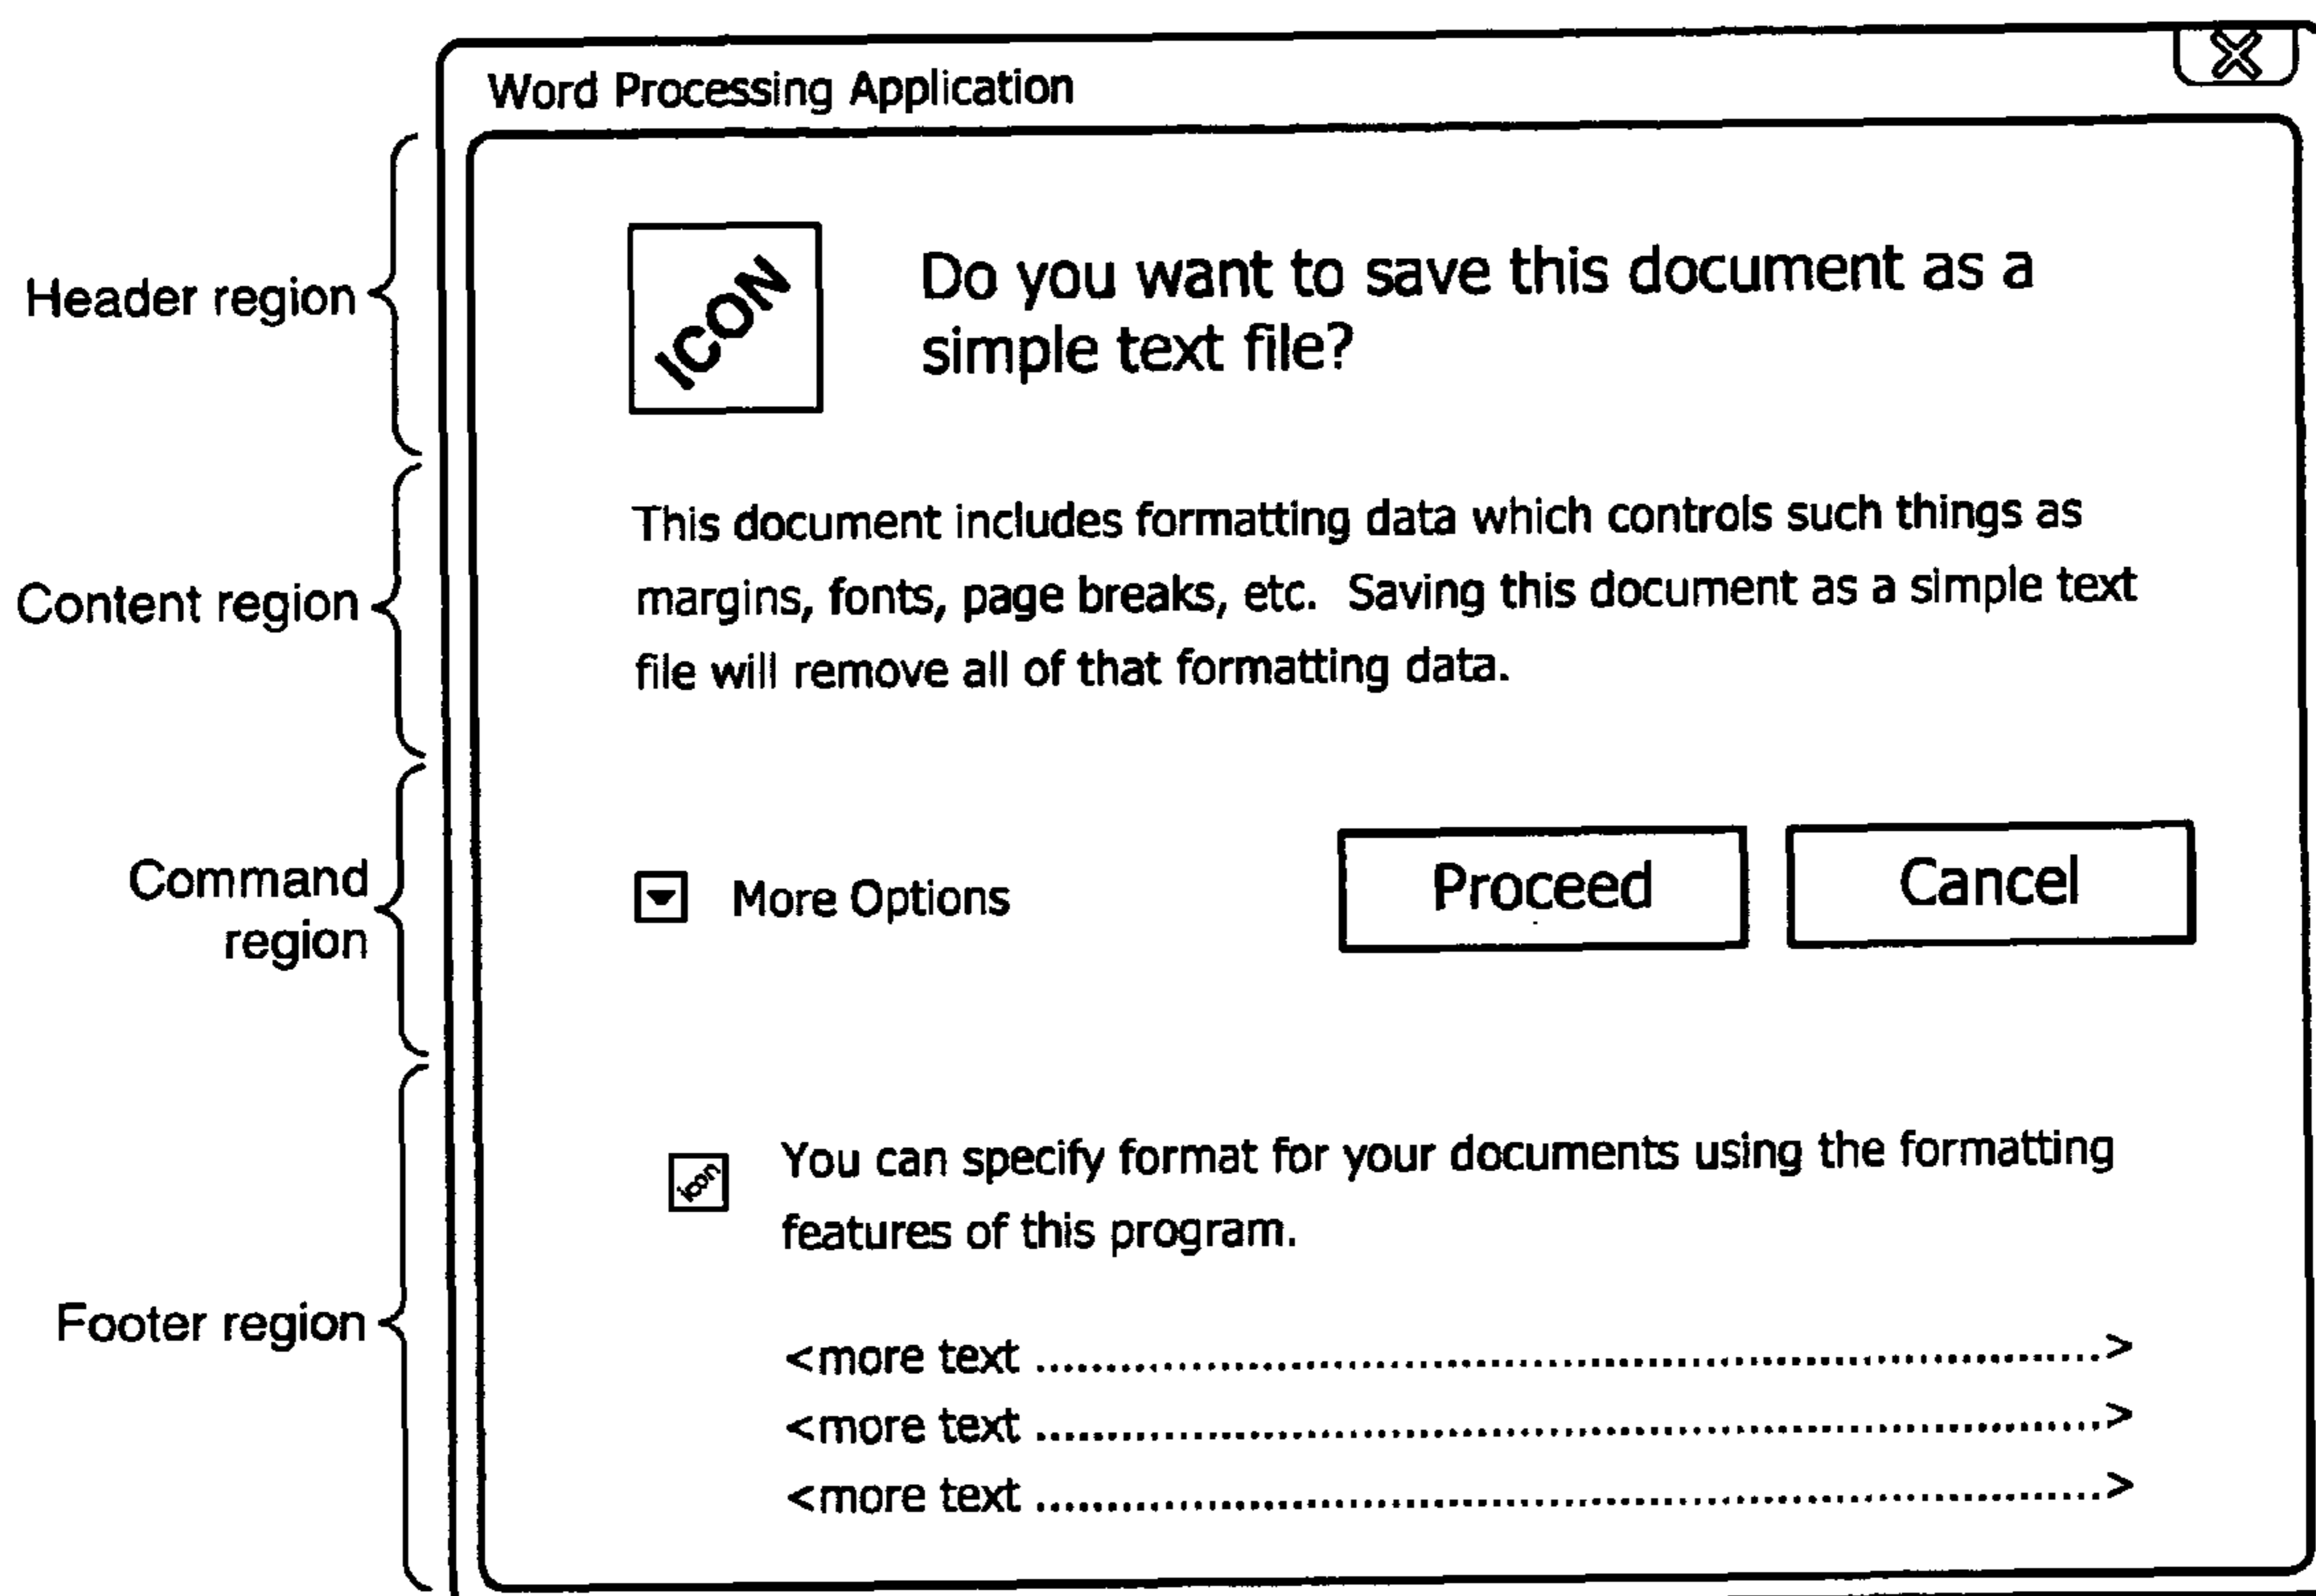 Word Processing Application
Header region
ICON
Do you want to save this document as a
simple text file?
Content region
This document includes formatting data which controls such things as
margins, fonts, page breaks, etc.  Saving this document as a simple text
file will remove all of that formatting data.
Command
region
More Options
Proceed
Cancel
Footer region
icon
You can specify format for your documents using the formatting
features of this program.
<more text ............................................................................>
<more text ............................................................................>
<more text ............................................................................>